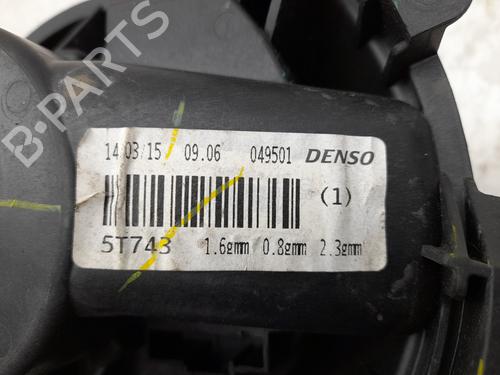 14/03/15 09.06 049501 DENSO
(1)
5T743 1.6gmm 0.8gmm 2.3gmm
B-PARTS